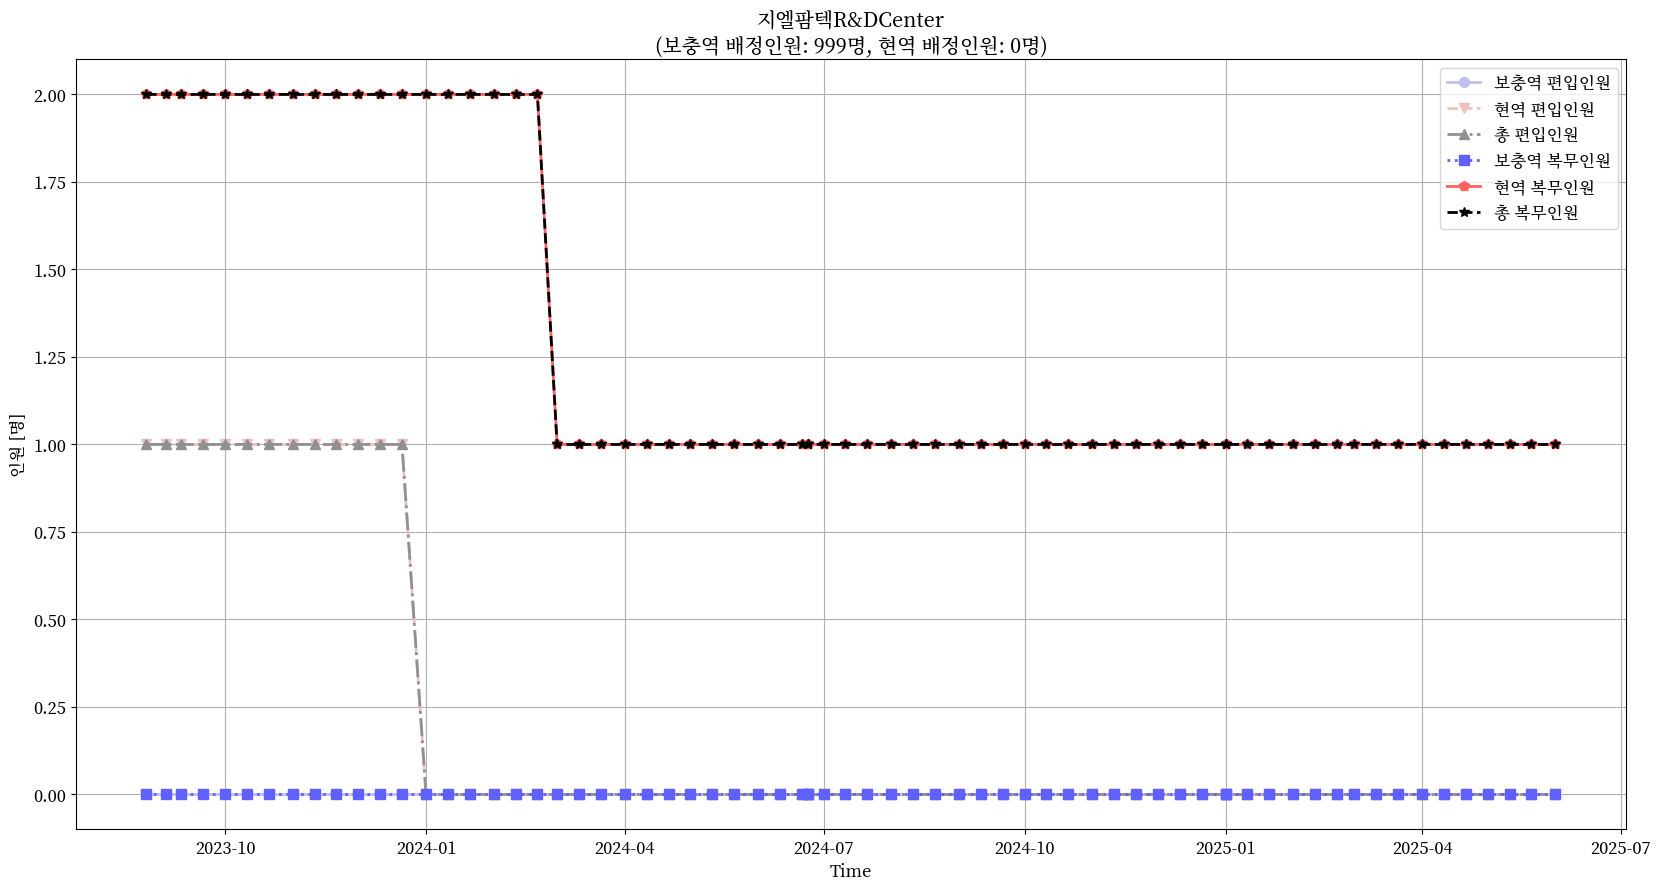 지엘팜텍R&DCenter
(보충역 배정인원: 999명, 현역 배정인원: 0명)
보충역 편입인원
현역 편입인원
총 편입인원
보충역 복무인원
현역 복무인원
총 복무인원
인원 [명]
2.00
1.75
1.50
1.25
1.00
0.75
0.50
0.25
0.00
2023-10
2024-01
2024-04
2024-07
2024-10
2025-01
2025-04
2025-07
Time